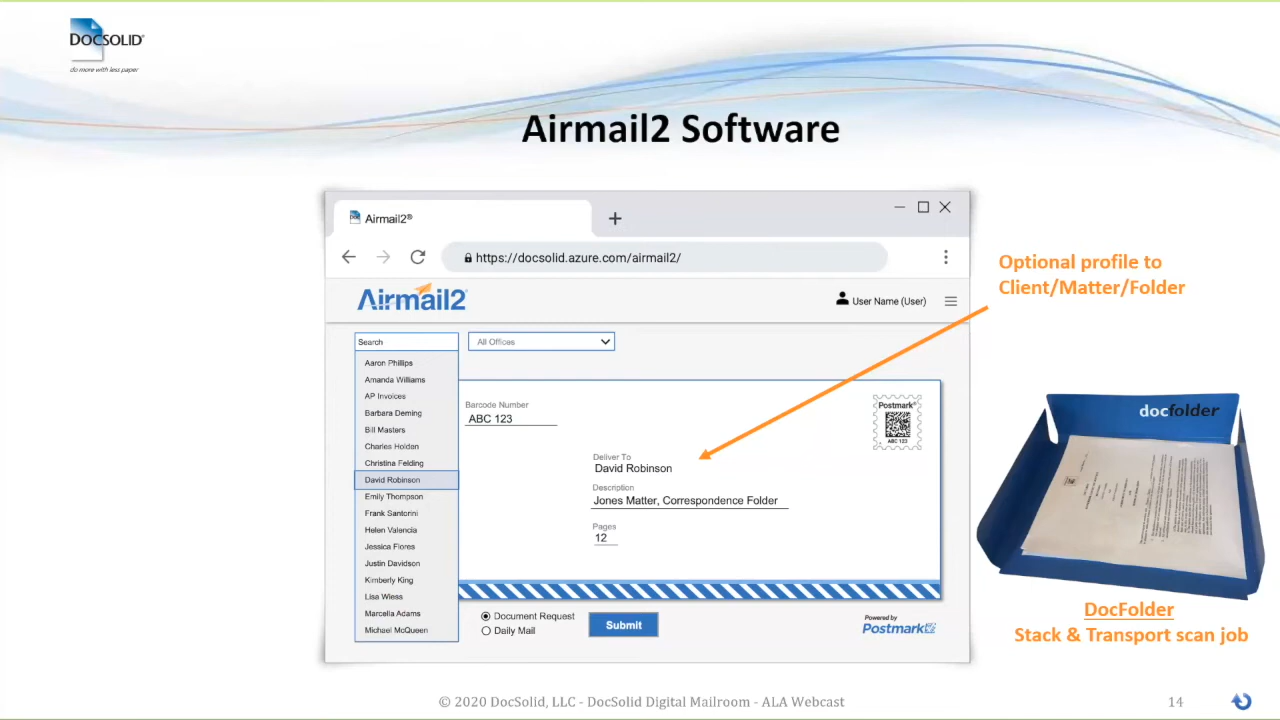 DOCSOLID®
do more with less paper
Airmail2 Software
Airmail2®
https://docsolid.azure.com/airmail2/
Airmail2
User Name (User)
Search
All Offices
Aaron Phillips
Amanda Williams
AP Invoices
Barbara Deming
Bill Masters
Charles Holden
Christina Felding
David Robinson
Emily Thompson
Frank Santorini
Helen Valencia
Jessica Flores
Justin Davidson
Kimberly King
Lisa Wiess
Marcella Adams
Michael McQueen
Barcode Number
ABC 123
Postmark®
ABC 123
Deliver To
David Robinson
Description
Jones Matter, Correspondence Folder
Pages
12
Document Request
Daily Mail
Submit
Powered by
Postmark
Optional profile to
Client/Matter/Folder
docfolder
DocFolder
Stack & Transport scan job
© 2020 DocSolid, LLC - DocSolid Digital Mailroom - ALA Webcast
14